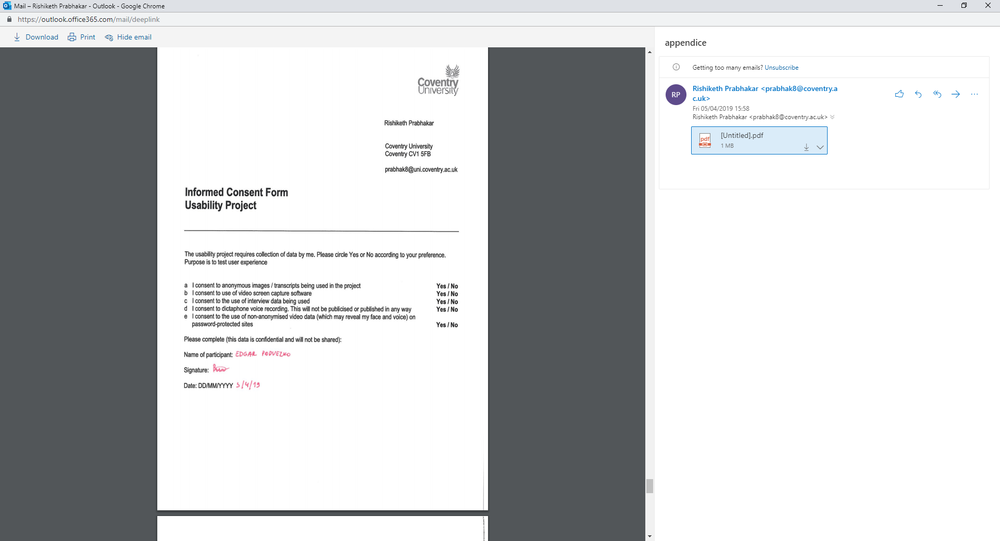 Mail – Rishiketh Prabhakar - Outlook - Google Chrome
https://outlook.office365.com/mail/deeplink
Download Print Hide email
Coventry
University
Rishiketh Prabhakar
Coventry University
Coventry CV1 5FB
prabhak8@uni.coventry.ac.uk
Informed Consent Form
Usability Project
The usability project requires collection of data by me. Please circle Yes or No according to your preference.
Purpose is to test user experience
a I consent to anonymous images / transcripts being used in the project Yes / No
b I consent to use of video screen capture software Yes / No
c I consent to the use of interview data being used Yes / No
d I consent to dictaphone voice recording. This will not be publicised or published in any way Yes / No
e I consent to the use of non-anonymised video data (which may reveal my face and voice) on
password-protected sites Yes / No
Please complete (this data is confidential and will not be shared):
Name of participant: EDGAR PODVEZKO
Signature:
Date: DD/MM/YYYY 5/4/19
appendice
Getting too many emails? Unsubscribe
RP
Rishiketh Prabhakar <prabhak8@coventry.a
c.uk>
Fri 05/04/2019 15:58
Rishiketh Prabhakar <prabhak8@coventry.ac.uk>
pdf
[Untitled].pdf
1 MB